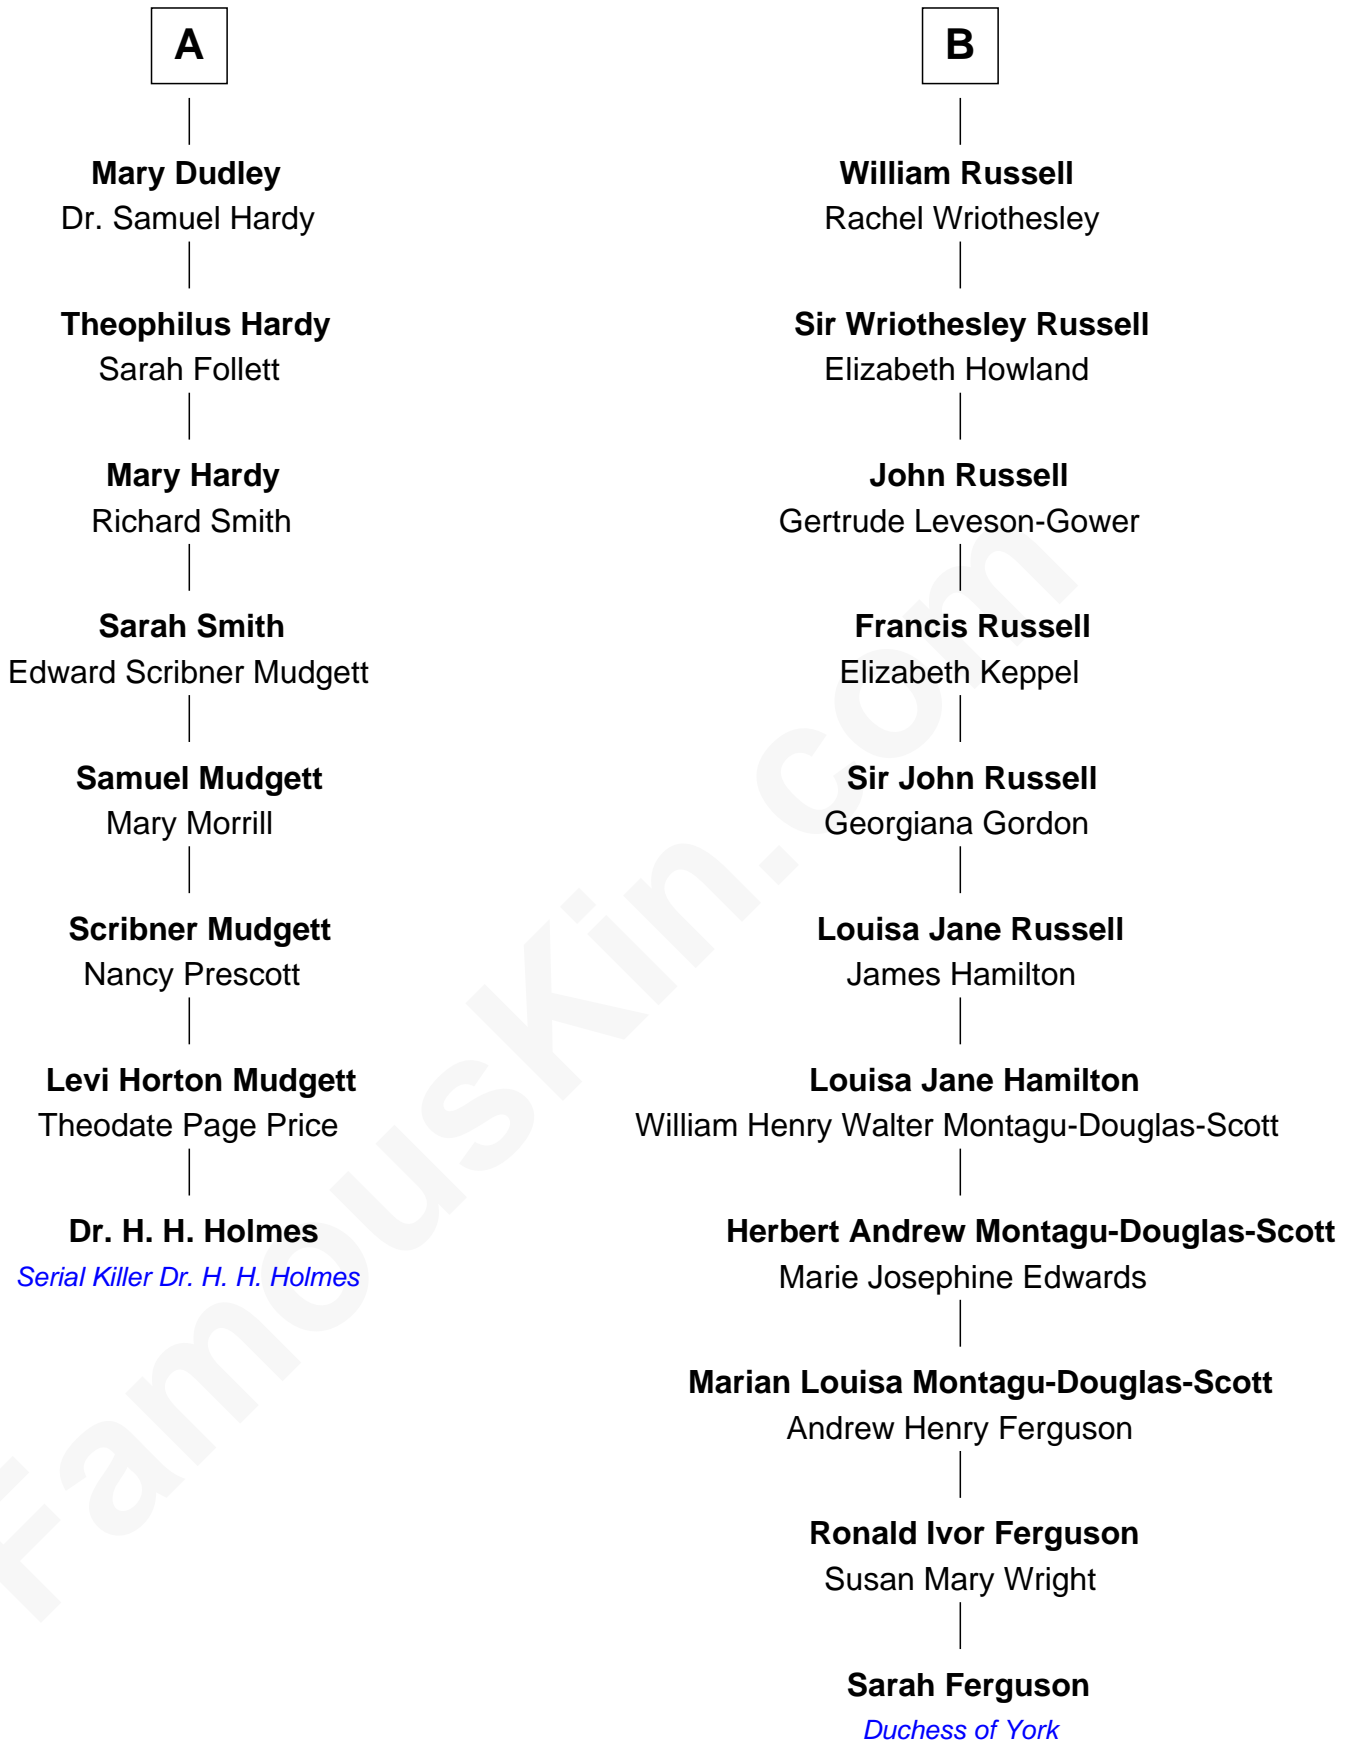 A
Mary Dudley
Dr. Samuel Hardy
Theophilus Hardy
Sarah Follett
Mary Hardy
Richard Smith
Sarah Smith
Edward Scribner Mudgett
Samuel Mudgett
Mary Morrill
Scribner Mudgett
Nancy Prescott
Levi Horton Mudgett
Theodate Page Price
Dr. H. H. Holmes
Serial Killer Dr. H. H. Holmes
B
William Russell
Rachel Wriothesley
Sir Wriothesley Russell
Elizabeth Howland
John Russell
Gertrude Leveson-Gower
Francis Russell
Elizabeth Keppel
Sir John Russell
Georgiana Gordon
Louisa Jane Russell
James Hamilton
Louisa Jane Hamilton
William Henry Walter Montagu-Douglas-Scott
Herbert Andrew Montagu-Douglas-Scott
Marie Josephine Edwards
Marian Louisa Montagu-Douglas-Scott
Andrew Henry Ferguson
Ronald Ivor Ferguson
Susan Mary Wright
Sarah Ferguson
Duchess of York
FamousKin.com